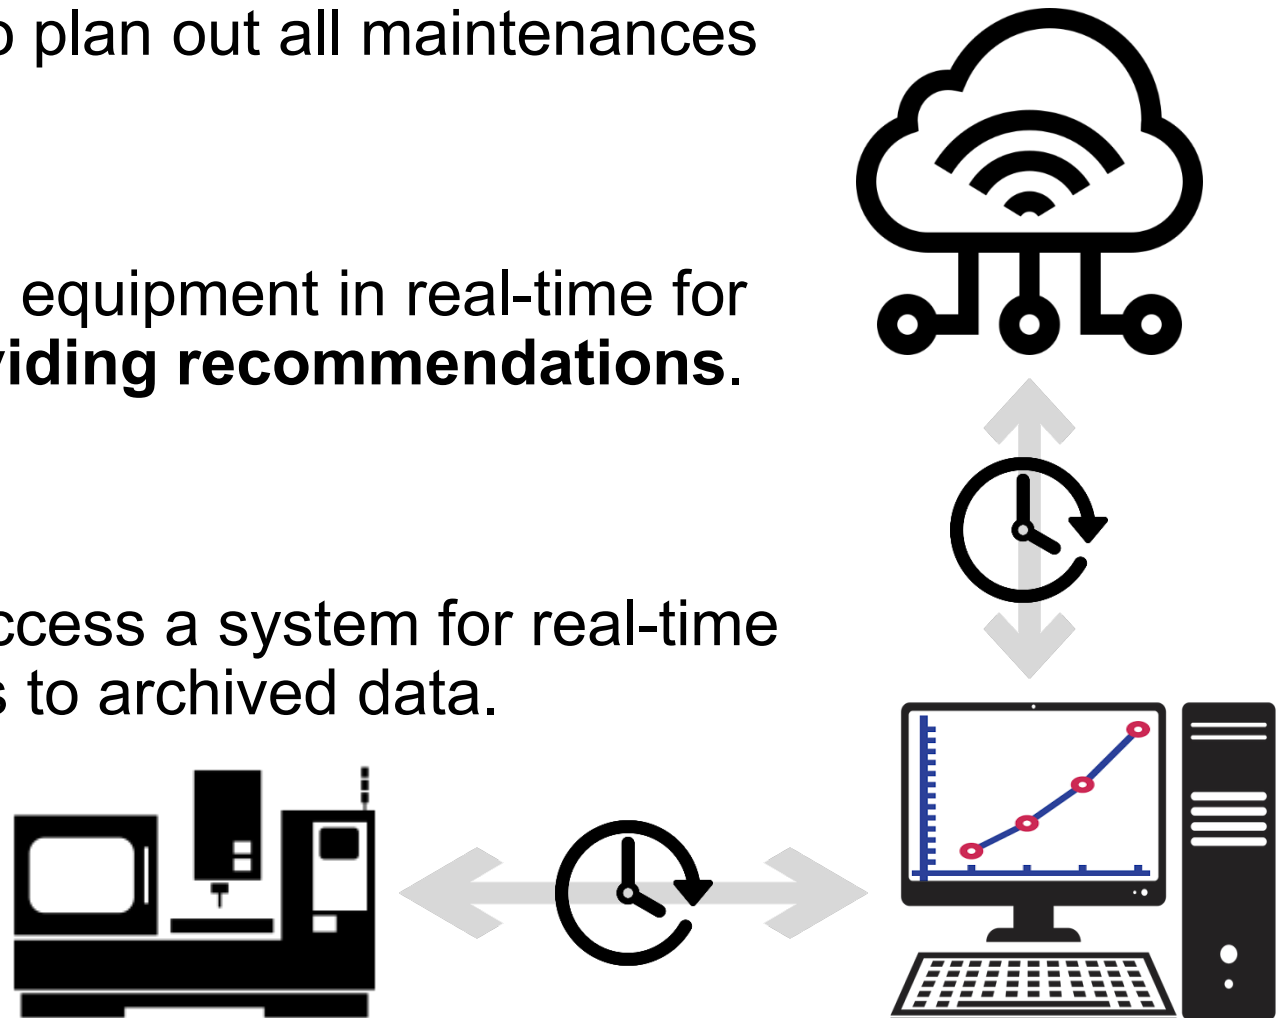 plan out all maintenances
equipment in real-time for
viding recommendations.
ccess a system for real-time
s to archived data.